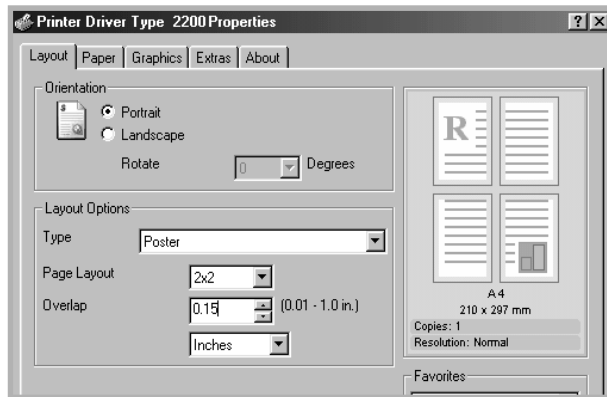 Printer Driver Type 2200 Properties
Layout Paper Graphics Extras About
Orientation
Portrait
Landscape
Rotate 0 Degrees
Layout Options
Type Poster
Page Layout 2x2
Overlap 0.15 (0.01 - 1.0 in.)
Inches
R
A4
210 x 297 mm
Copies: 1
Resolution: Normal
Favorites